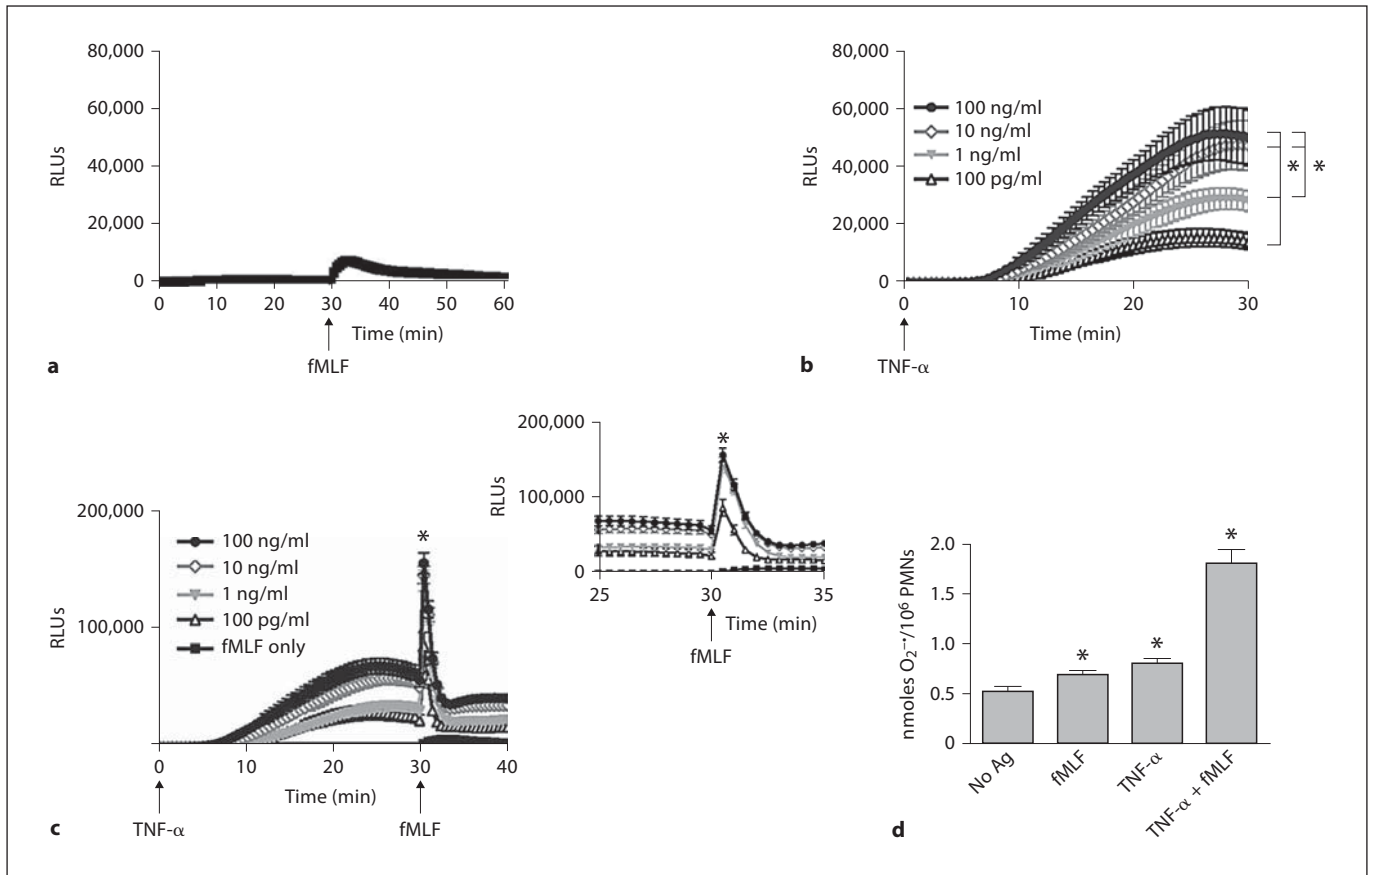 80,000
60,000
40,000
20,000
0
RLUs
0 10 20 30 40 50 60
Time (min)
fMLF
a
80,000
60,000
40,000
20,000
0
RLUs
100 ng/ml
10 ng/ml
1 ng/ml
100 pg/ml
* *
0 10 20 30
Time (min)
TNF-α
b
200,000
100,000
RLUs
100 ng/ml
10 ng/ml
1 ng/ml
100 pg/ml
fMLF only
*
0 10 20 30 40
Time (min)
TNF-α fMLF
c
200,000
100,000
0
RLUs
*
25 30 35
Time (min)
fMLF
2.0
1.5
1.0
0.5
0
nmoles O₂⁻•/10⁶ PMNs
* * *
No Ag fMLF TNF-α TNF-α + fMLF
d